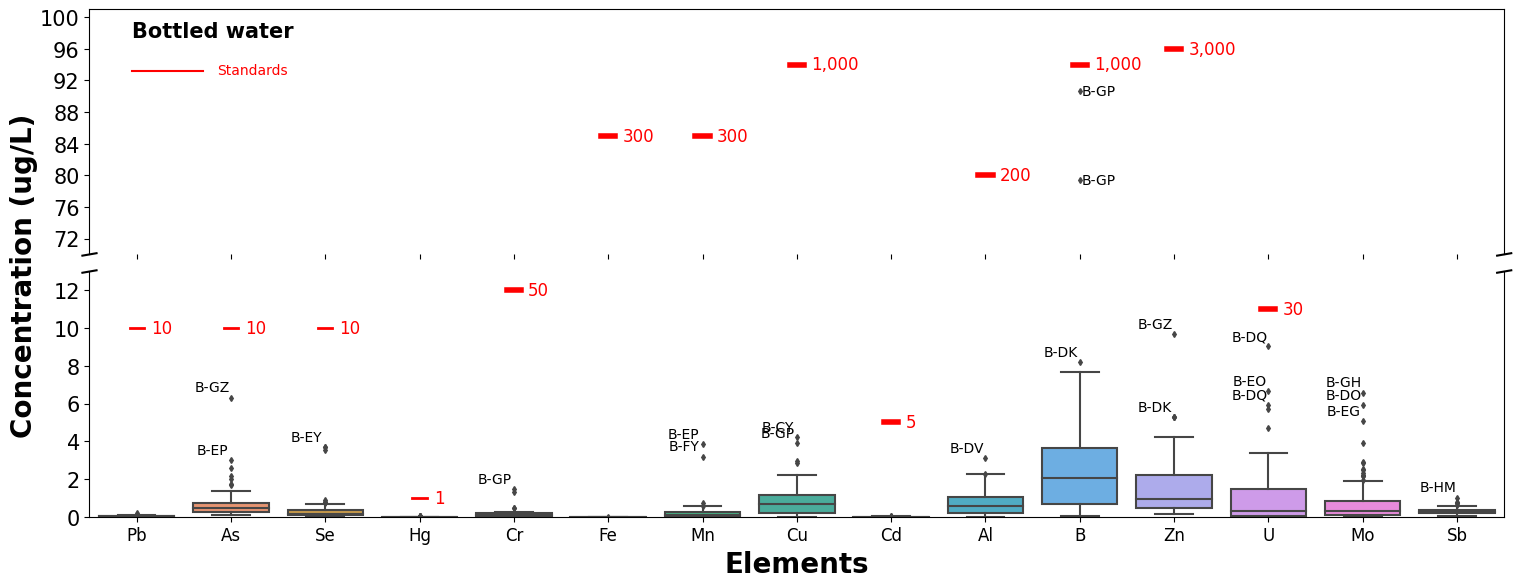 Bottled water
Standards
Concentration (ug/L)
100
96
92
88
84
80
76
72
12
10
8
6
4
2
0
1,000
1,000
3,000
B-GP
300
300
200
B-GP
50
10
10
10
30
B-GZ
B-DQ
B-DK
B-GZ
B-EO
B-GH
B-DQ
B-DO
B-DK
B-EG
5
B-CY
B-GP
B-EP
B-FY
B-EY
B-EP
B-DV
B-GP
B-HM
1
Pb As Se Hg Cr Fe Mn Cu Cd Al B Zn U Mo Sb
Elements